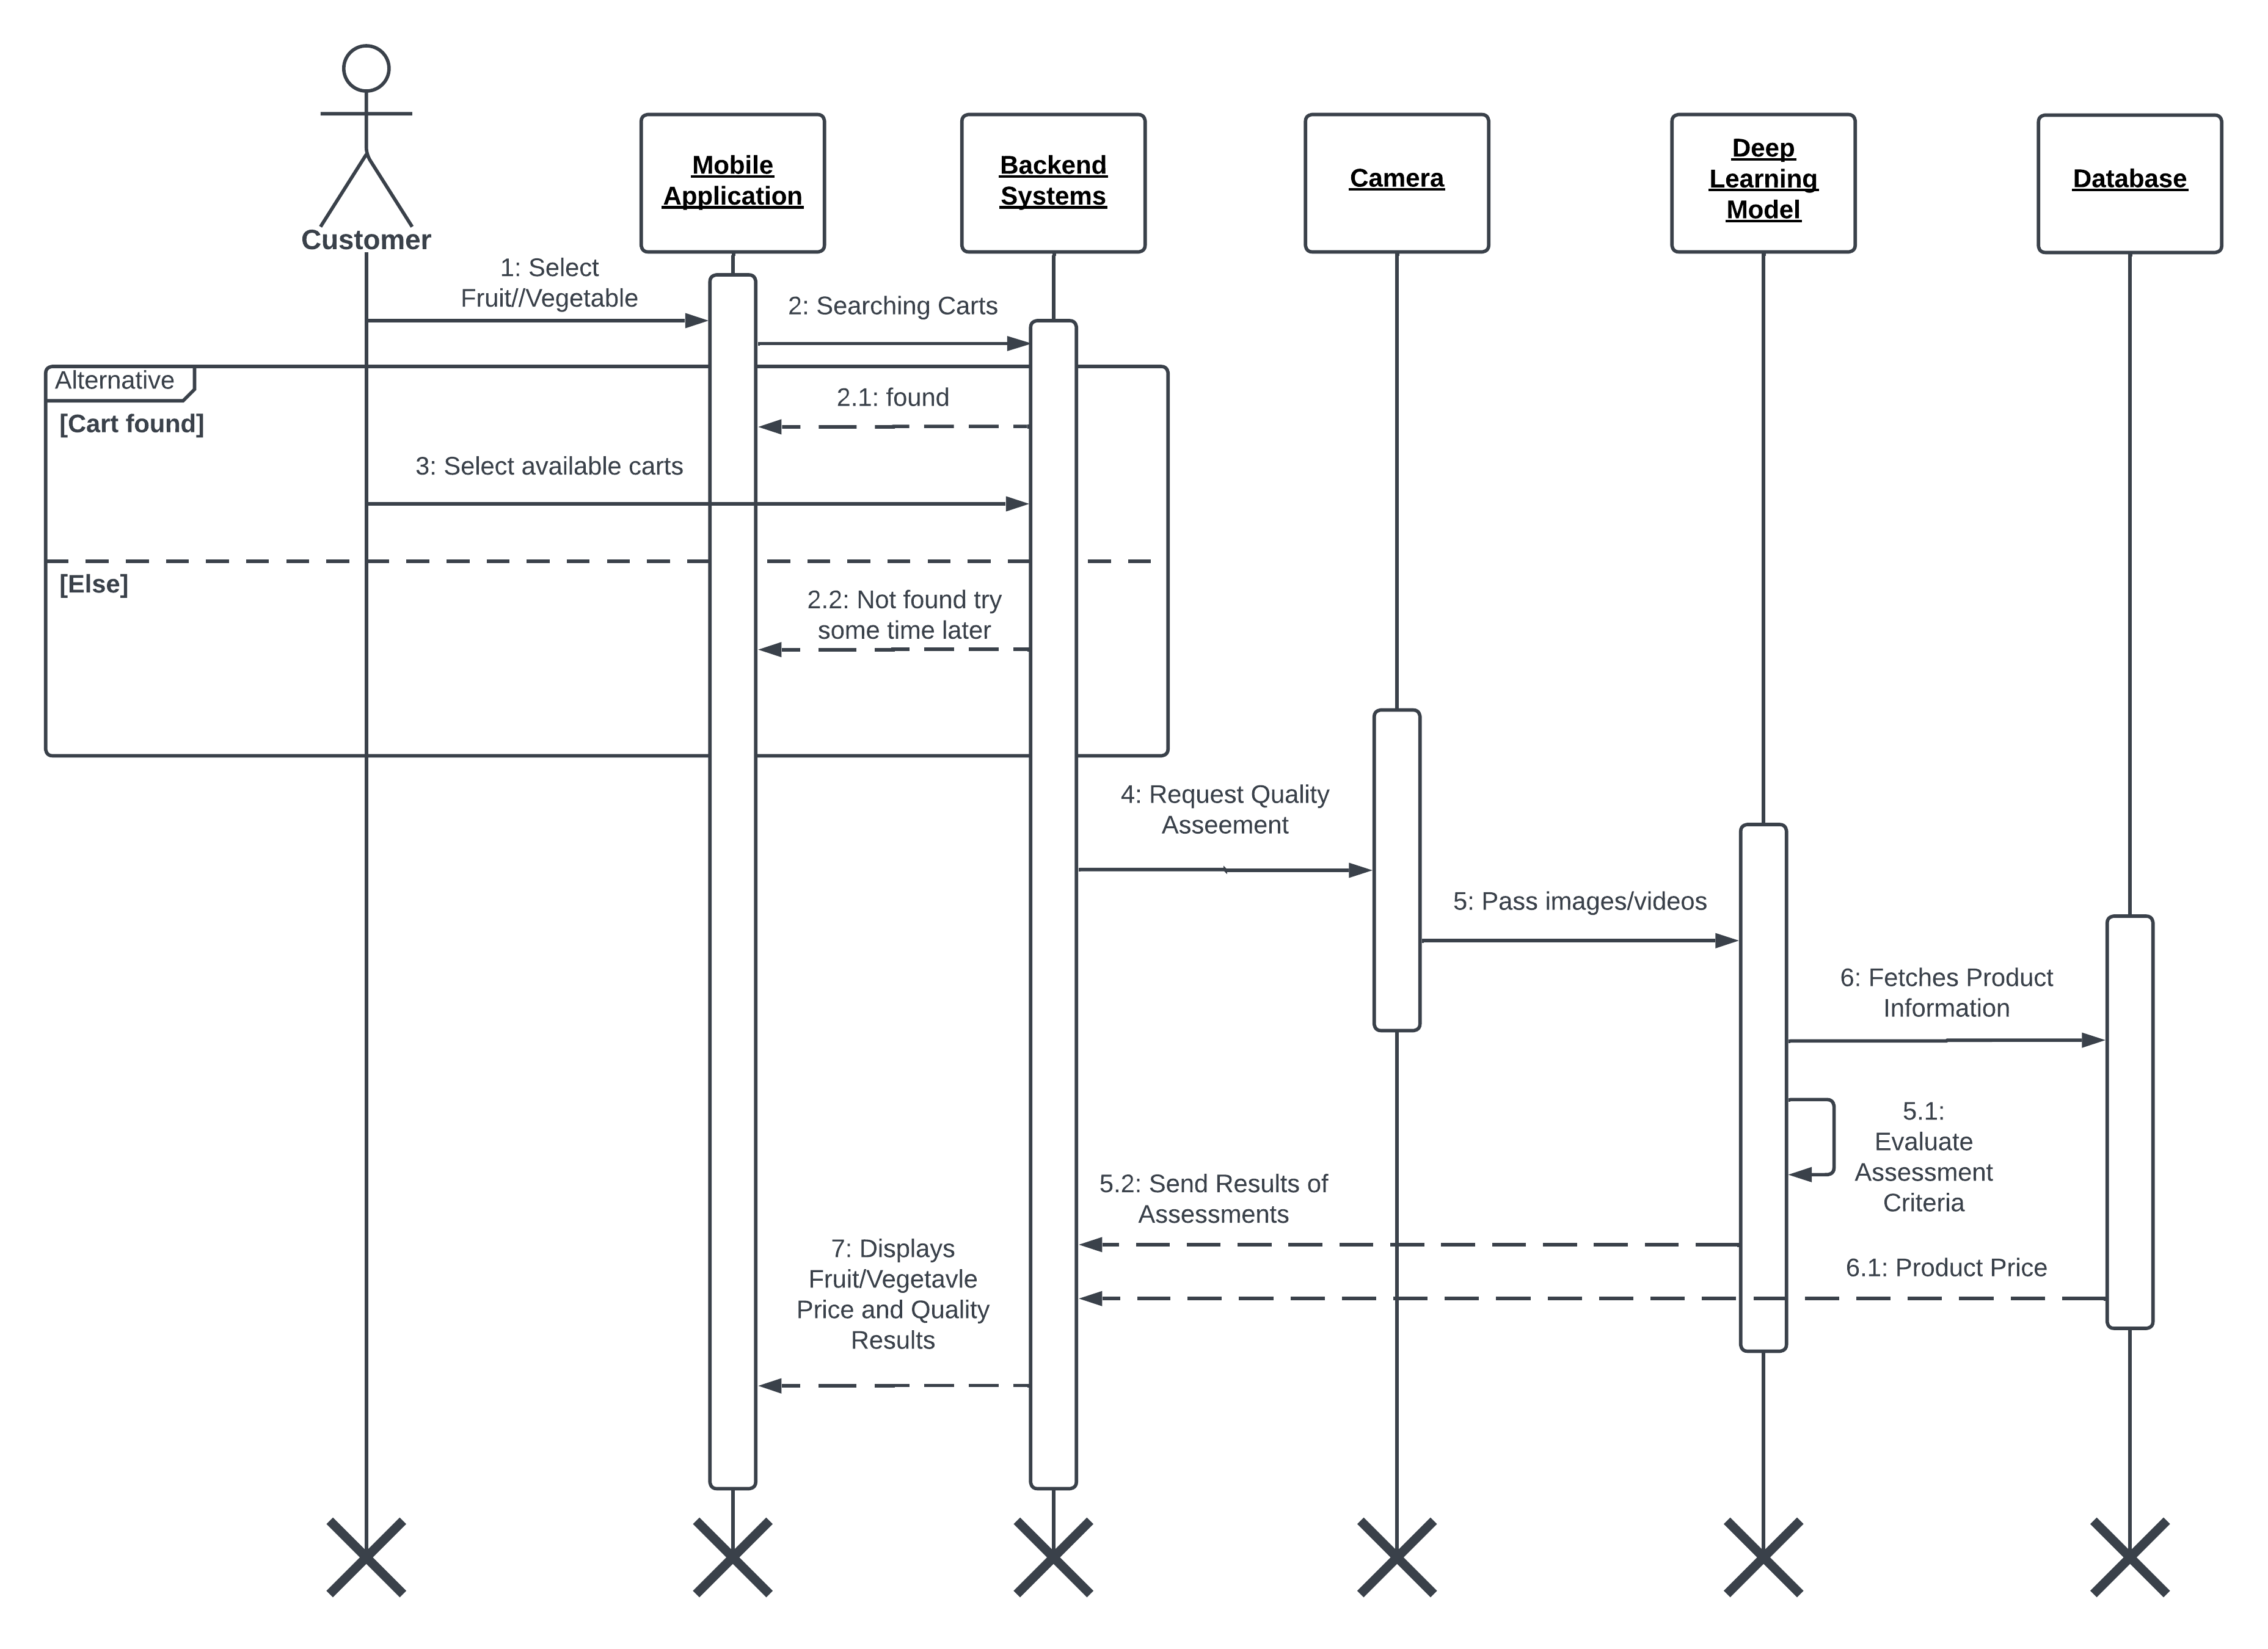 Customer
Mobile
Application
Backend
Systems
Camera
Deep
Learning
Model
Database
1: Select
Fruit//Vegetable
2: Searching Carts
Alternative
[Cart found]
2.1: found
3: Select available carts
[Else]
2.2: Not found try
some time later
4: Request Quality
Asseement
5: Pass images/videos
6: Fetches Product
Information
5.1:
Evaluate
Assessment
Criteria
5.2: Send Results of
Assessments
6.1: Product Price
7: Displays
Fruit/Vegetavle
Price and Quality
Results